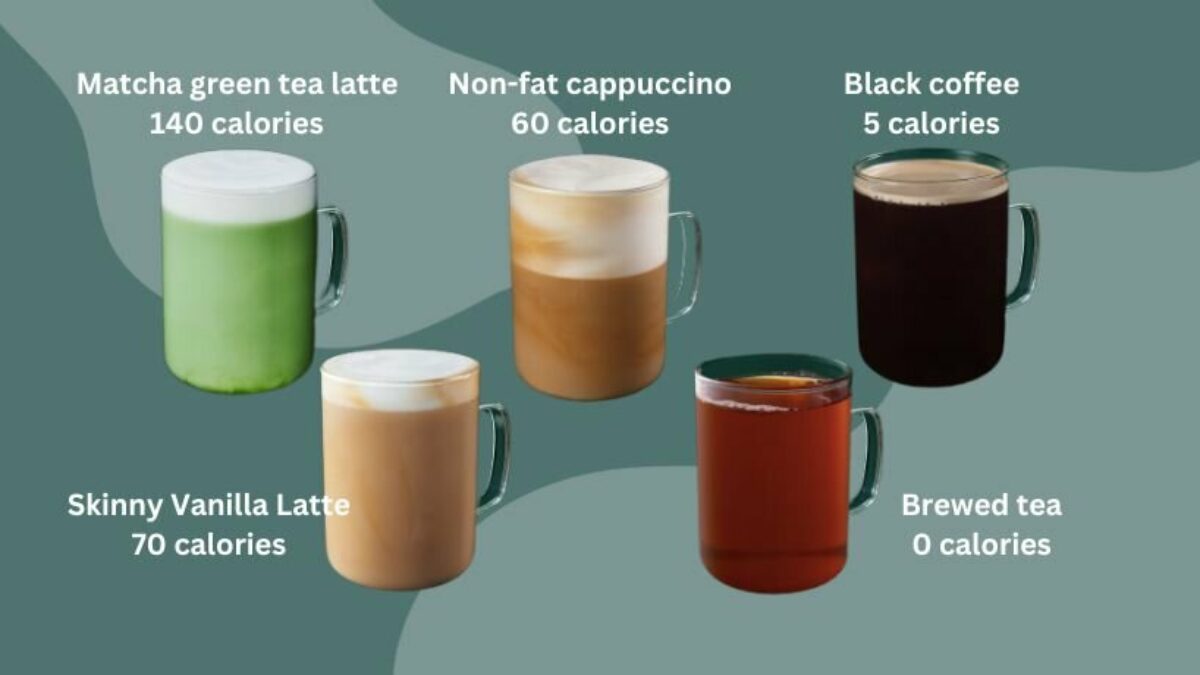 Matcha green tea latte
140 calories
Non-fat cappuccino
60 calories
Black coffee
5 calories
Skinny Vanilla Latte
70 calories
Brewed tea
0 calories